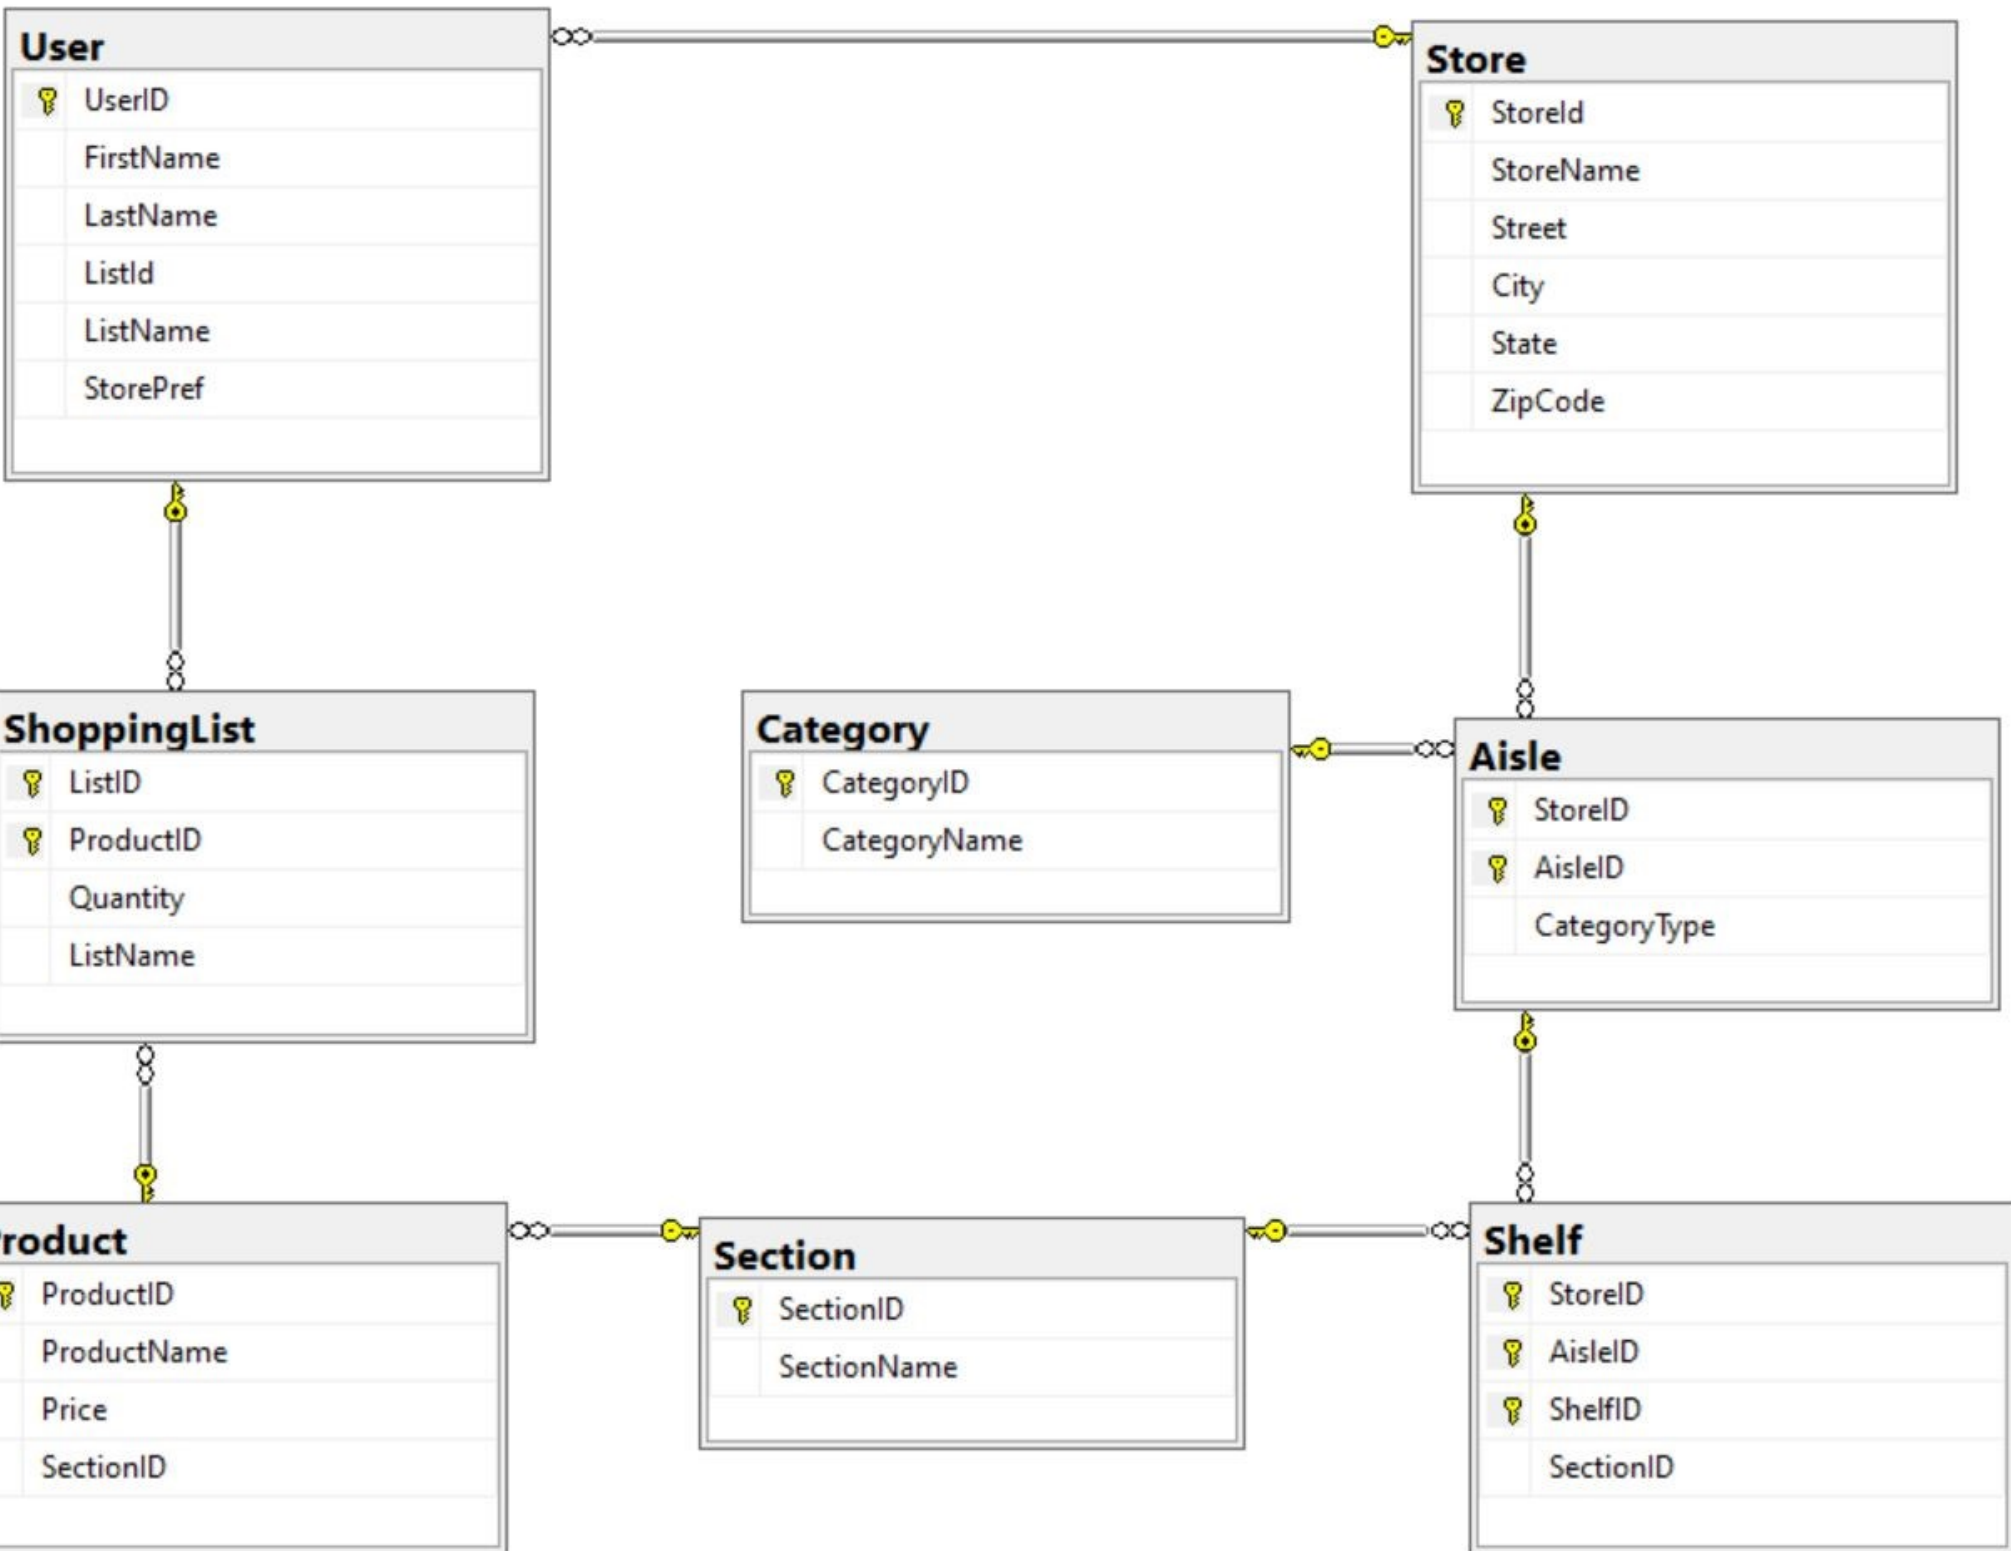 User
UserID
FirstName
LastName
ListId
ListName
StorePref
Store
StoreId
StoreName
Street
City
State
ZipCode
ShoppingList
ListID
ProductID
Quantity
ListName
Category
CategoryID
CategoryName
Aisle
StoreID
AisleID
CategoryType
roduct
ProductID
ProductName
Price
SectionID
Section
SectionID
SectionName
Shelf
StoreID
AisleID
ShelfID
SectionID